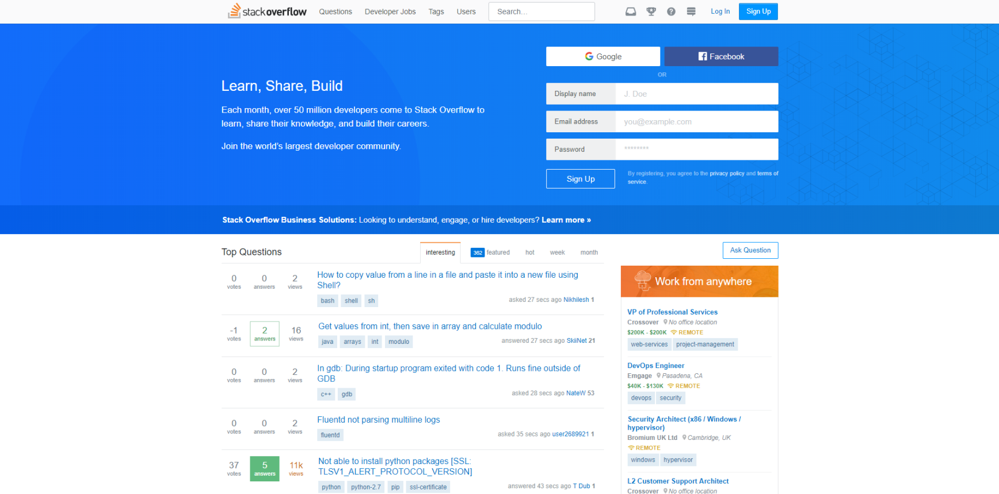 stack overflow Questions Developer Jobs Tags Users Search... Log In Sign Up
Google Facebook
OR
Learn, Share, Build
Each month, over 50 million developers come to Stack Overflow to
learn, share their knowledge, and build their careers.
Join the world's largest developer community.
Display name J. Doe
Email address you@example.com
Password ********
Sign Up
By registering, you agree to the privacy policy and terms of
service.
Stack Overflow Business Solutions: Looking to understand, engage, or hire developers? Learn more »
Top Questions interesting 362 featured hot week month
0 votes 0 answers 2 views
How to copy value from a line in a file and paste it into a new file using
Shell?
bash shell sh
asked 27 secs ago Nikhilesh 1
-1 votes 2 answers 16 views
Get values from int, then save in array and calculate modulo
java arrays int modulo
answered 27 secs ago SkiiNet 21
0 votes 0 answers 2 views
In gdb: During startup program exited with code 1. Runs fine outside of
GDB
c++ gdb
asked 28 secs ago NateW 53
0 votes 0 answers 2 views
Fluentd not parsing multiline logs
fluentd
asked 35 secs ago user2689921 1
37 votes 5 answers 11k views
Not able to install python packages [SSL:
TLSV1_ALERT_PROTOCOL_VERSION]
python python-2.7 pip ssl-certificate
answered 43 secs ago T Dub 1
Ask Question
Work from anywhere
VP of Professional Services
Crossover No office location
$200K - $200K REMOTE
web-services project-management
DevOps Engineer
Emgage Pasadena, CA
$40K - $130K REMOTE
devops security
Security Architect (x86 / Windows /
hypervisor)
Bromium UK Ltd Cambridge, UK
REMOTE
windows hypervisor
L2 Customer Support Architect
Crossover No office location